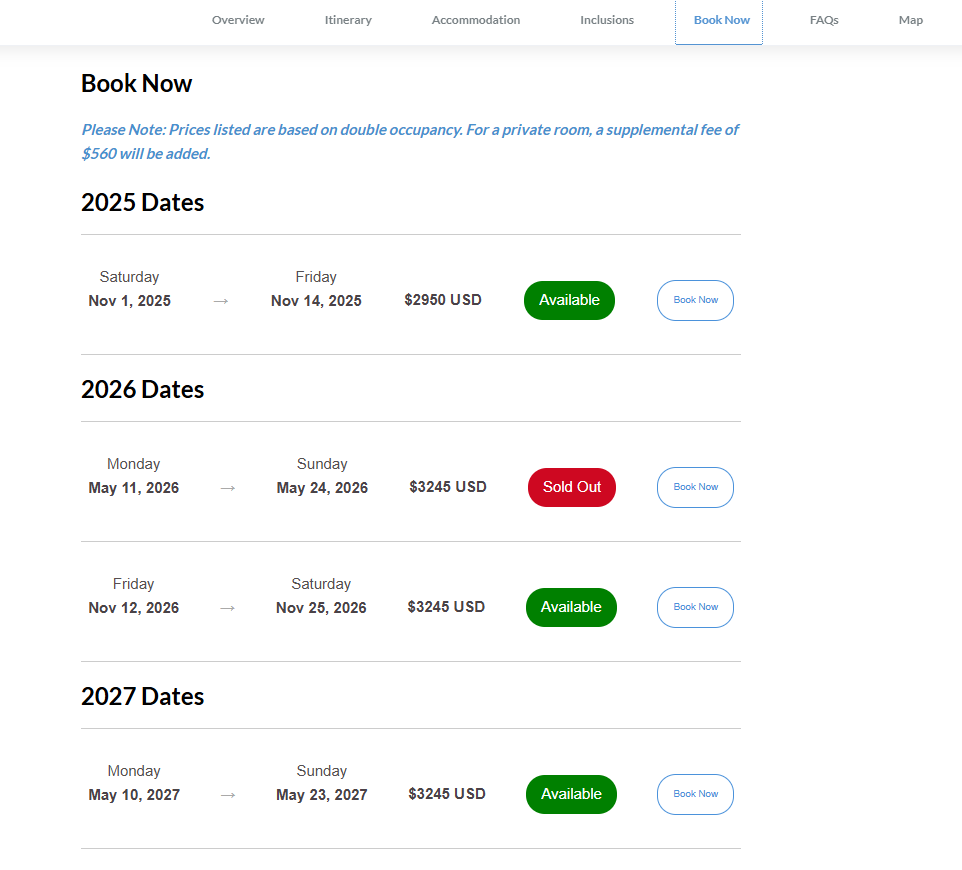 Overview Itinerary Accommodation Inclusions Book Now FAQs Map
Book Now
Please Note: Prices listed are based on double occupancy. For a private room, a supplemental fee of
$560 will be added.
2025 Dates
Saturday Friday
Nov 1, 2025 → Nov 14, 2025 $2950 USD Available Book Now
2026 Dates
Monday Sunday
May 11, 2026 → May 24, 2026 $3245 USD Sold Out Book Now
Friday Saturday
Nov 12, 2026 → Nov 25, 2026 $3245 USD Available Book Now
2027 Dates
Monday Sunday
May 10, 2027 → May 23, 2027 $3245 USD Available Book Now